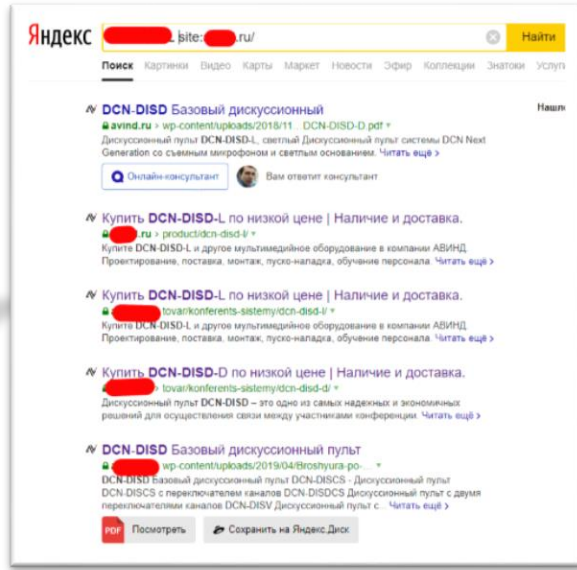 Яндекс site: .ru/ Найти
Поиск Картинки Видео Карты Маркет Новости Эфир Коллекции Знатоки Услуги
DCN-DISD Базовый дискуссионный
avind.ru › wp-content/uploads/2018/11... DCN-DISD-D.pdf
Нашло
Дискуссионный пульт DCN-DISD-L, светлый Дискуссионный пульт системы DCN Next
Generation со съемным микрофоном и светлым основанием. Читать ещё >
Онлайн-консультант Вам ответит консультант
Купить DCN-DISD-L по низкой цене | Наличие и доставка.
.ru › product/dcn-disd-l/
Купите DCN-DISD-L и другое мультимедийное оборудование в компании АВИНД.
Проектирование, поставка, монтаж, пуско-наладка, обучение персонала. Читать ещё >
Купить DCN-DISD-L по низкой цене | Наличие и доставка.
tovar/konferents-sistemy/dcn-disd-l/
Купите DCN-DISD-L и другое мультимедийное оборудование в компании АВИНД.
Проектирование, поставка, монтаж, пуско-наладка, обучение персонала. Читать ещё >
Купить DCN-DISD-D по низкой цене | Наличие и доставка.
› tovar/konferents-sistemy/dcn-disd-d/
Дискуссионный пульт DCN-DISD – это одно из самых надежных и экономичных
решений для осуществления связи между участниками конференции. Читать ещё >
DCN-DISD Базовый дискуссионный пульт
wp-content/uploads/2019/04/Broshyura-po-...
DCN-DISD Базовый дискуссионный пульт DCN-DISCS - Дискуссионный пульт
DCN-DISCS с переключателем каналов DCN-DISDCS Дискуссионный пульт с двумя
переключателями каналов DCN-DISV Дискуссионный пульт с... Читать ещё >
PDF Посмотреть Сохранить на Яндекс.Диск